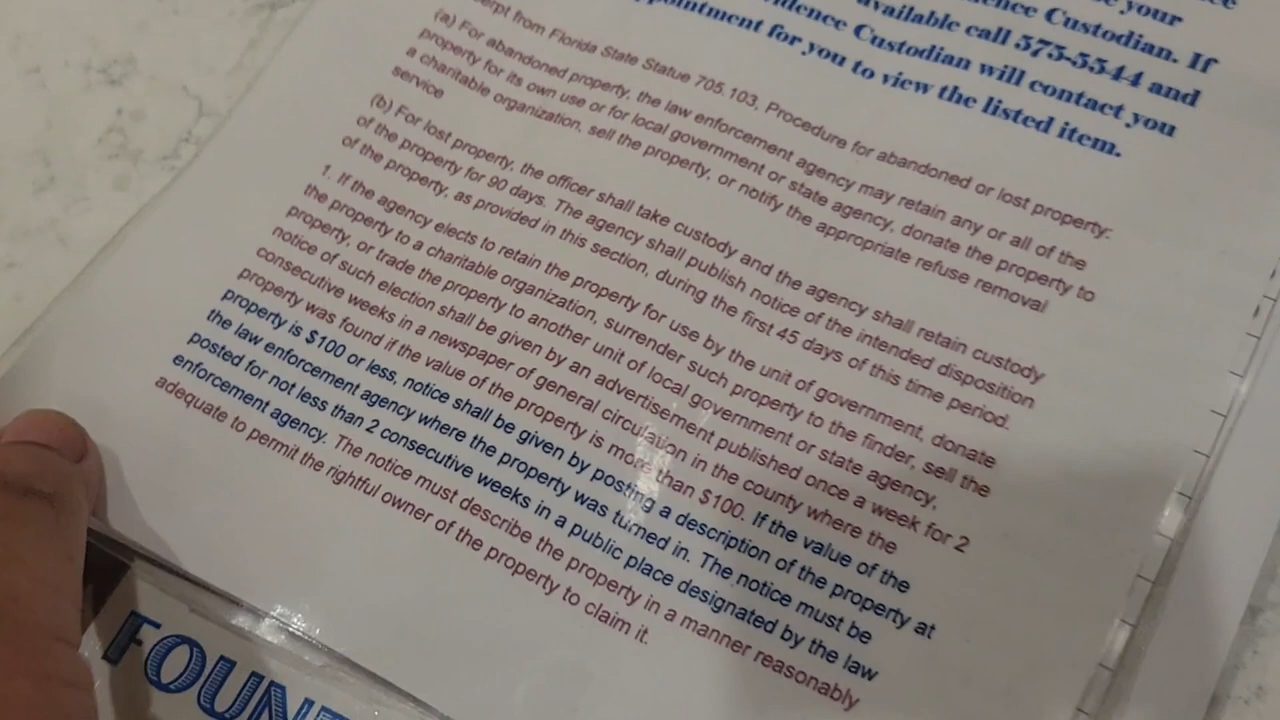 your
Custodian. If
available call 575-5544 and
Evidence Custodian will contact you
appointment for you to view the listed item.
from Florida State Statue 705.103, Procedure for abandoned or lost property:
(a) For abandoned property, the law enforcement agency may retain any or all of the
property for its own use or for local government or state agency, donate the property to
a charitable organization, sell the property, or notify the appropriate refuse removal
service
(b) For lost property, the officer shall take custody and the agency shall retain custody
of the property for 90 days. The agency shall publish notice of the intended disposition
of the property, as provided in this section, during the first 45 days of this time period.
1. If the agency elects to retain the property for use by the unit of government, donate
the property to a charitable organization, surrender such property to the finder, sell the
property, or trade the property to another unit of local government or state agency,
notice of such election shall be given by an advertisement published once a week for 2
consecutive weeks in a newspaper of general circulation in the county where the
property was found if the value of the property is more than $100. If the value of the
property is $100 or less, notice shall be given by posting a description of the property at
the law enforcement agency where the property was turned in. The notice must be
posted for not less than 2 consecutive weeks in a public place designated by the law
enforcement agency. The notice must describe the property in a manner reasonably
adequate to permit the rightful owner of the property to claim it.
FOUN